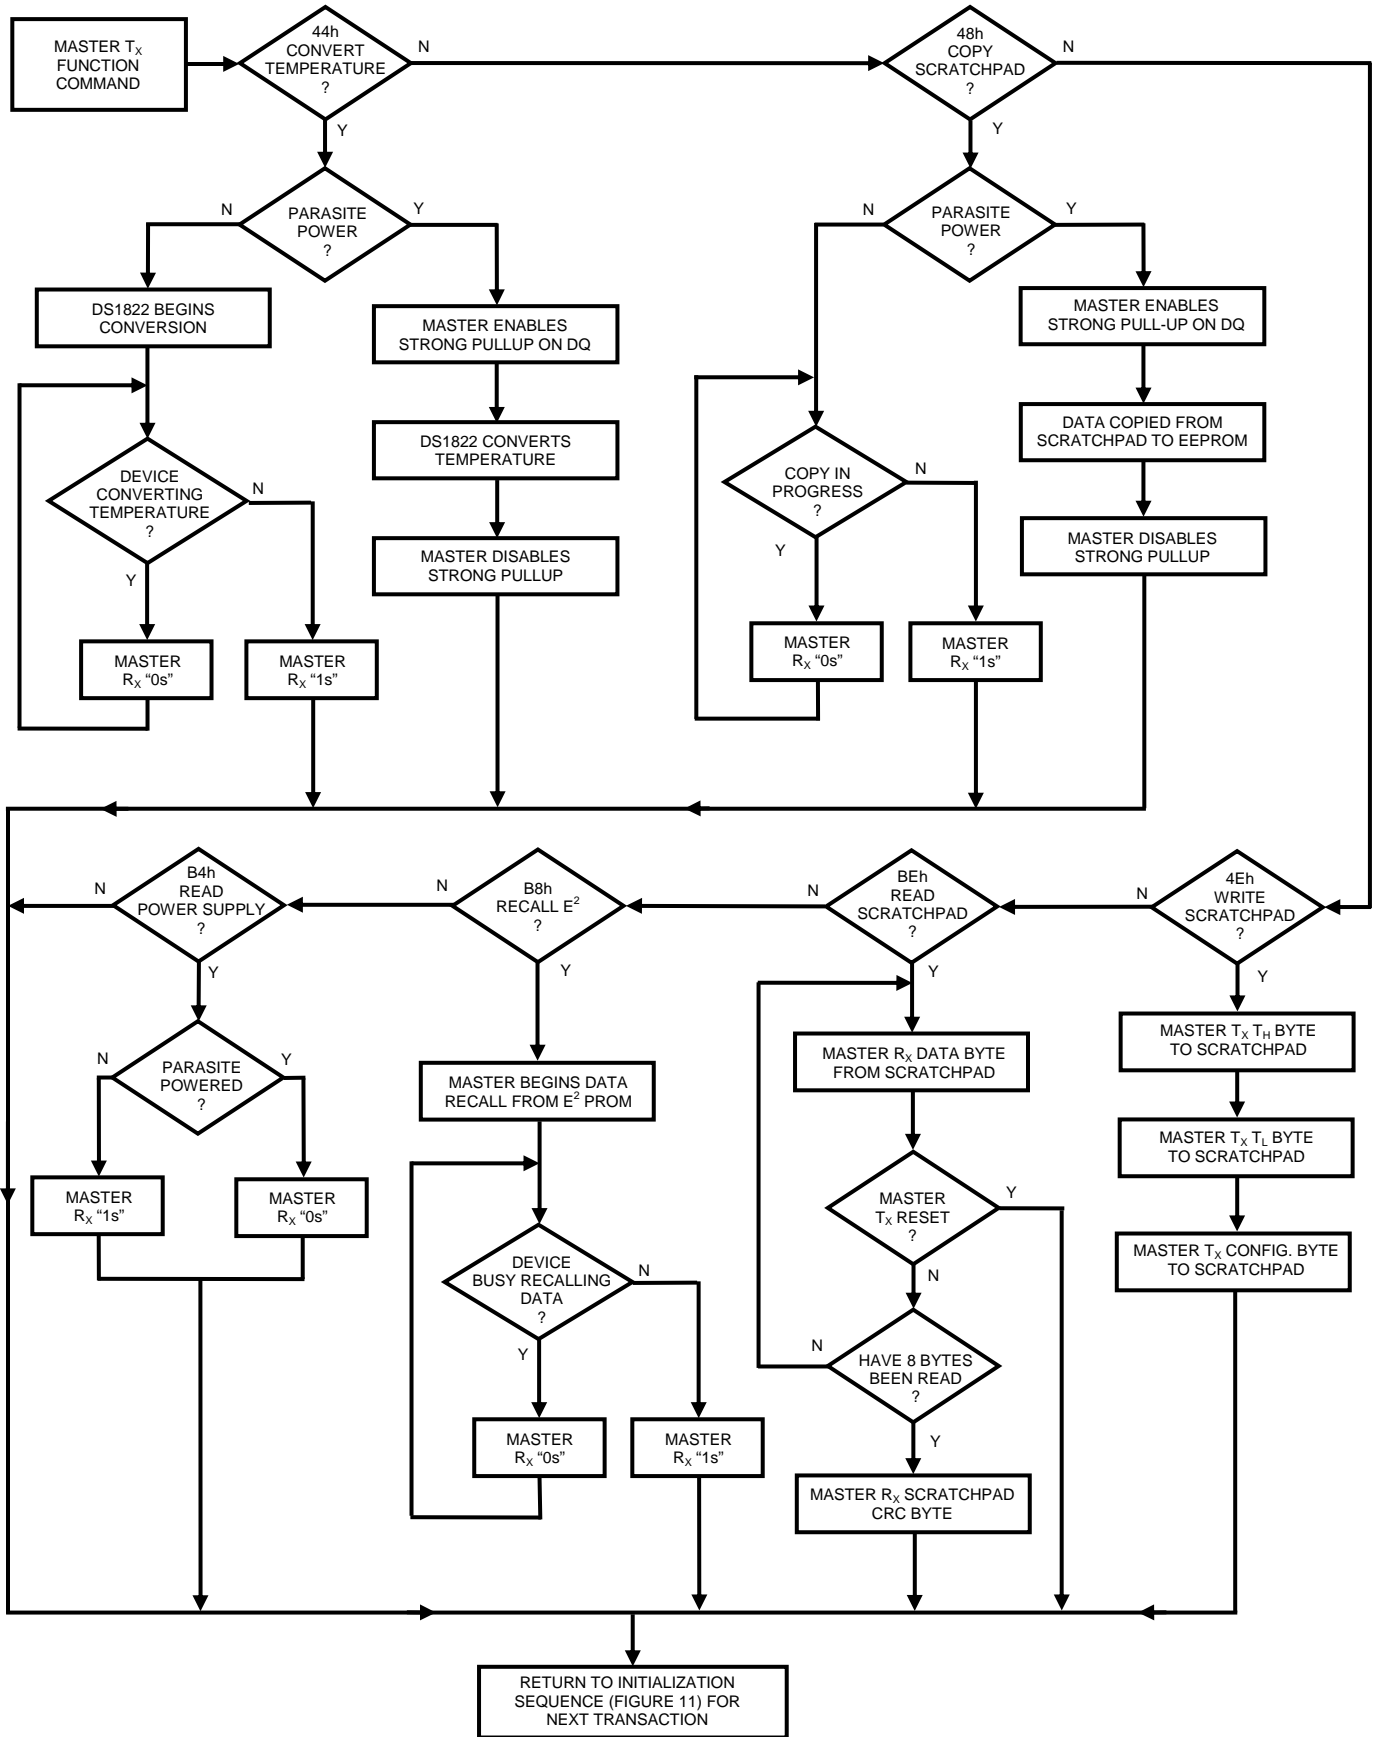 MASTER TX
FUNCTION
COMMAND
44h
CONVERT
TEMPERATURE
?
N
Y
48h
COPY
SCRATCHPAD
?
N
Y
PARASITE
POWER
?
N
Y
PARASITE
POWER
?
N
Y
DS1822 BEGINS
CONVERSION
MASTER ENABLES
STRONG PULLUP ON DQ
MASTER ENABLES
STRONG PULL-UP ON DQ
DS1822 CONVERTS
TEMPERATURE
DATA COPIED FROM
SCRATCHPAD TO EEPROM
DEVICE
CONVERTING
TEMPERATURE
?
N
Y
MASTER DISABLES
STRONG PULLUP
COPY IN
PROGRESS
?
N
Y
MASTER DISABLES
STRONG PULLUP
MASTER
RX “0s”
MASTER
RX “1s”
MASTER
RX “0s”
MASTER
RX “1s”
B4h
READ
POWER SUPPLY
?
N
Y
B8h
RECALL E2
?
N
Y
BEh
READ
SCRATCHPAD
?
N
Y
4Eh
WRITE
SCRATCHPAD
?
N
Y
PARASITE
POWERED
?
N
Y
MASTER BEGINS DATA
RECALL FROM E2 PROM
MASTER RX DATA BYTE
FROM SCRATCHPAD
MASTER TX TH BYTE
TO SCRATCHPAD
MASTER TX TL BYTE
TO SCRATCHPAD
MASTER
RX “1s”
MASTER
RX “0s”
MASTER
TX RESET
?
Y
N
MASTER TX CONFIG. BYTE
TO SCRATCHPAD
DEVICE
BUSY RECALLING
DATA
?
N
Y
HAVE 8 BYTES
BEEN READ
?
N
Y
MASTER
RX “0s”
MASTER
RX “1s”
MASTER RX SCRATCHPAD
CRC BYTE
RETURN TO INITIALIZATION
SEQUENCE (FIGURE 11) FOR
NEXT TRANSACTION